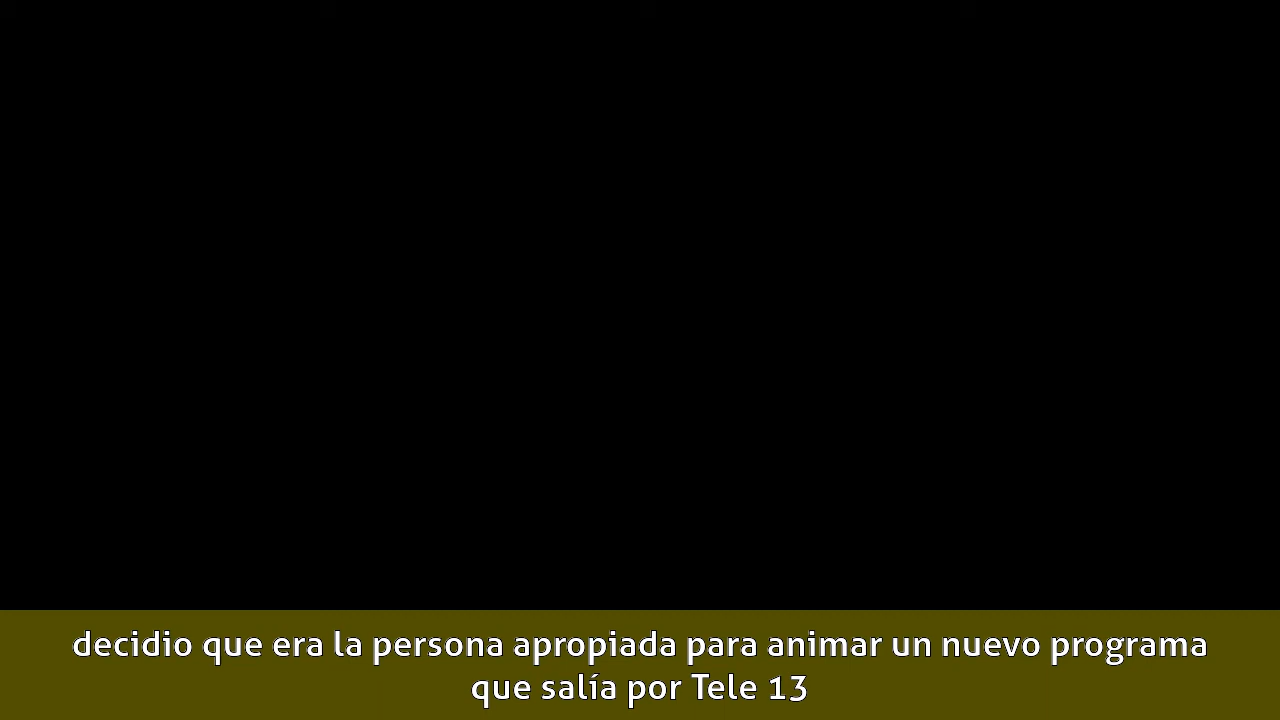 decidio que era la persona apropiada para animar un nuevo programa
que salía por Tele 13